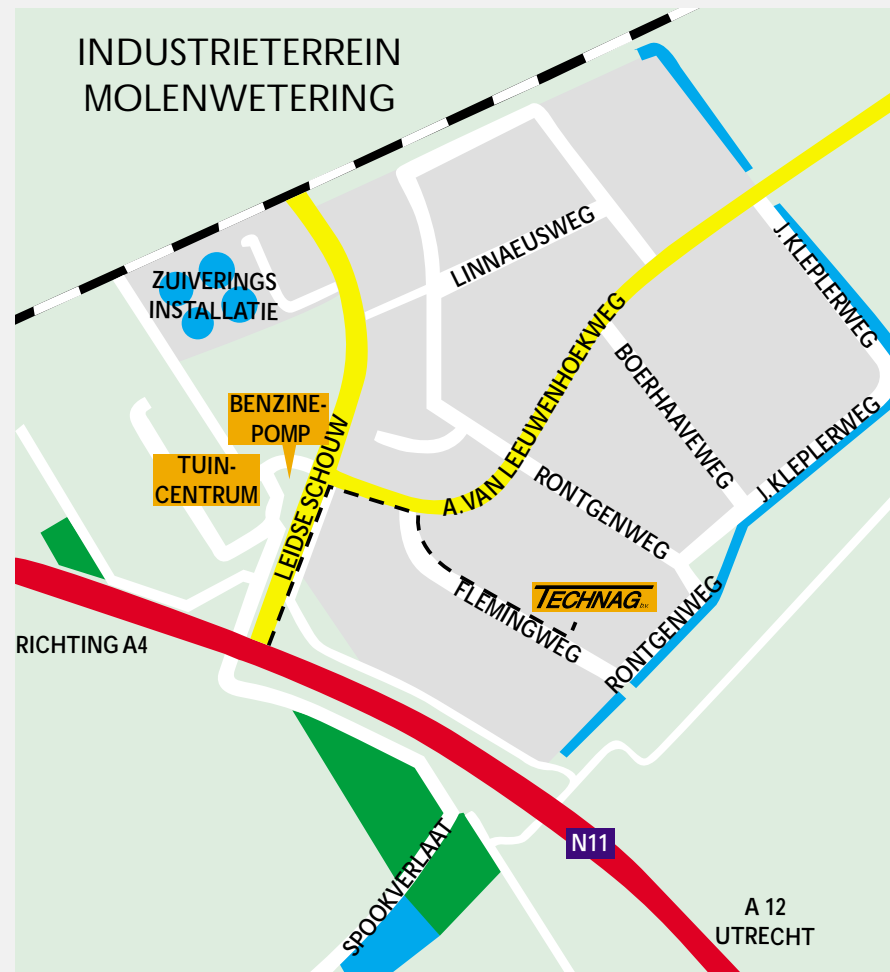 INDUSTRIETERREIN
MOLENWETERING
J. KLEPLERWEG
LINNAEUSWEG
ZUIVERINGS
INSTALLATIE
A. VAN LEEUWENHOEKWEG
BOERHAAVEWEG
BENZINE-
POMP
J. KLEPLERWEG
TUIN-
CENTRUM
LEIDSE SCHOUW
RONTGENWEG
FLEMINGWEG
TECHNAG b.v.
RONTGENWEG
RICHTING A4
N11
SPOOKVERLAAT
A 12
UTRECHT